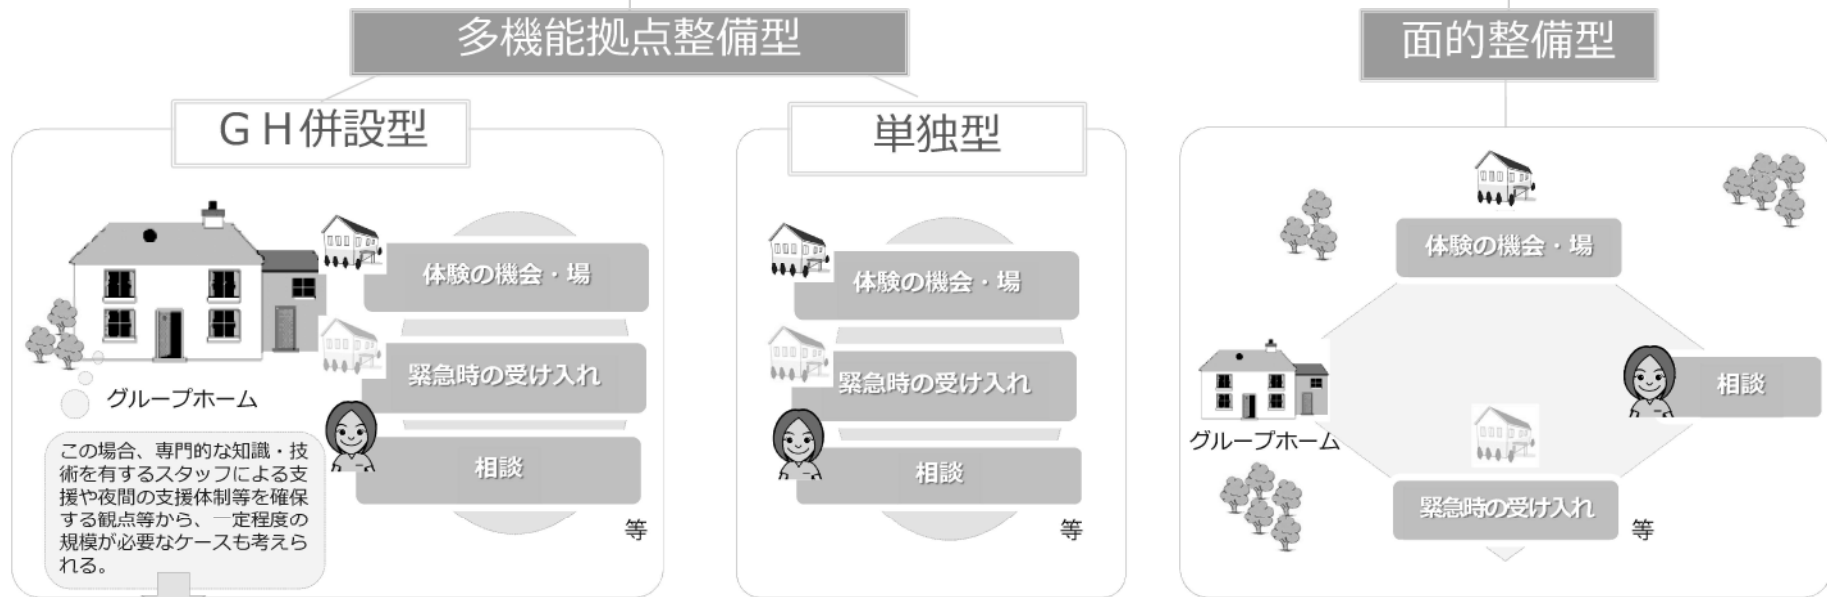 多機能拠点整備型
ＧＨ併設型
体験の機会・場
緊急時の受け入れ
相談
等
グループホーム
この場合、専門的な知識・技
術を有するスタッフによる支
援や夜間の支援体制等を確保
する観点等から、一定程度の
規模が必要なケースも考えら
れる。
単独型
体験の機会・場
緊急時の受け入れ
相談
等
面的整備型
体験の機会・場
グループホーム
相談
緊急時の受け入れ
等